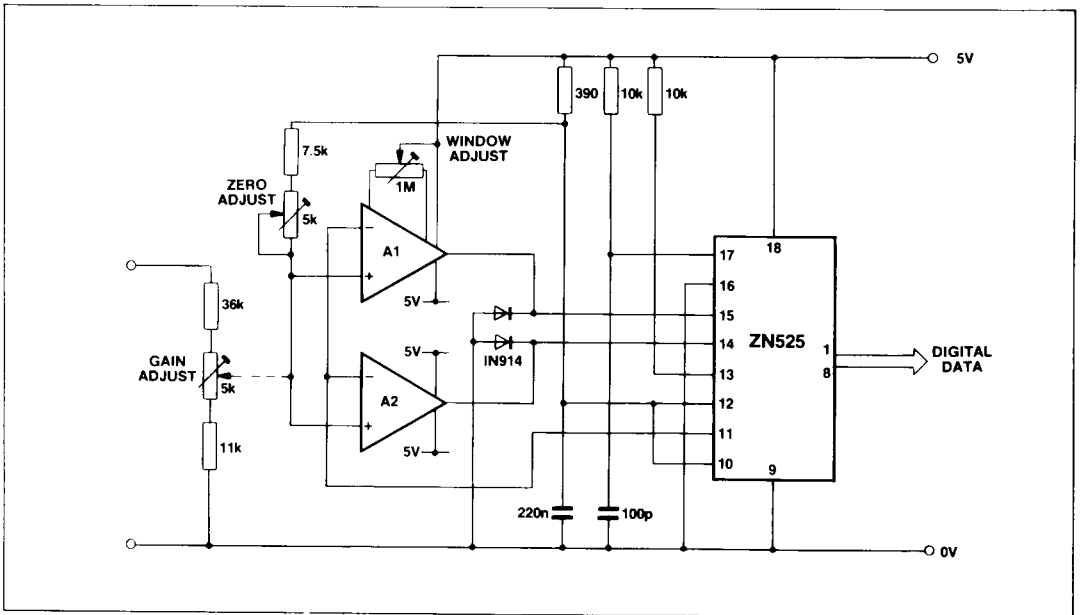 5V
390
10k
10k
7.5k
WINDOW
ADJUST
1M
ZERO
ADJUST
5k
A1
5V
36k
GAIN
ADJUST
5k
11k
5V
A2
5V
IN914
18
17
16
15
14
13
12
11
10
9
ZN525
1
8
DIGITAL
DATA
220n
100p
0V